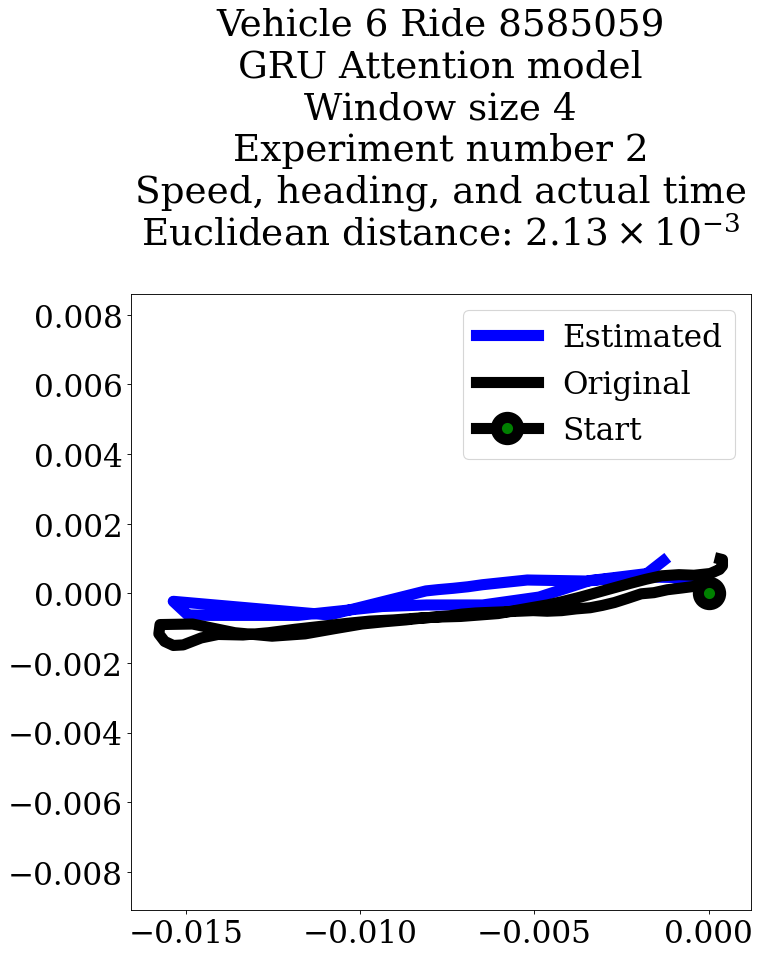 Vehicle 6 Ride 8585059
GRU Attention model
Window size 4
Experiment number 2
Speed, heading, and actual time
Euclidean distance: 2.13 × 10⁻³
Estimated
Original
Start
0.008
0.006
0.004
0.002
0.000
−0.002
−0.004
−0.006
−0.008
−0.015 −0.010 −0.005 0.000